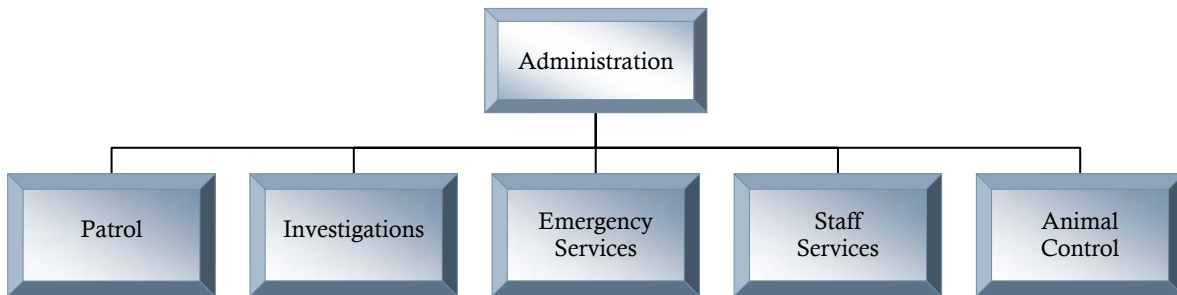 Administration
Patrol
Investigations
Emergency
Services
Staff
Services
Animal
Control